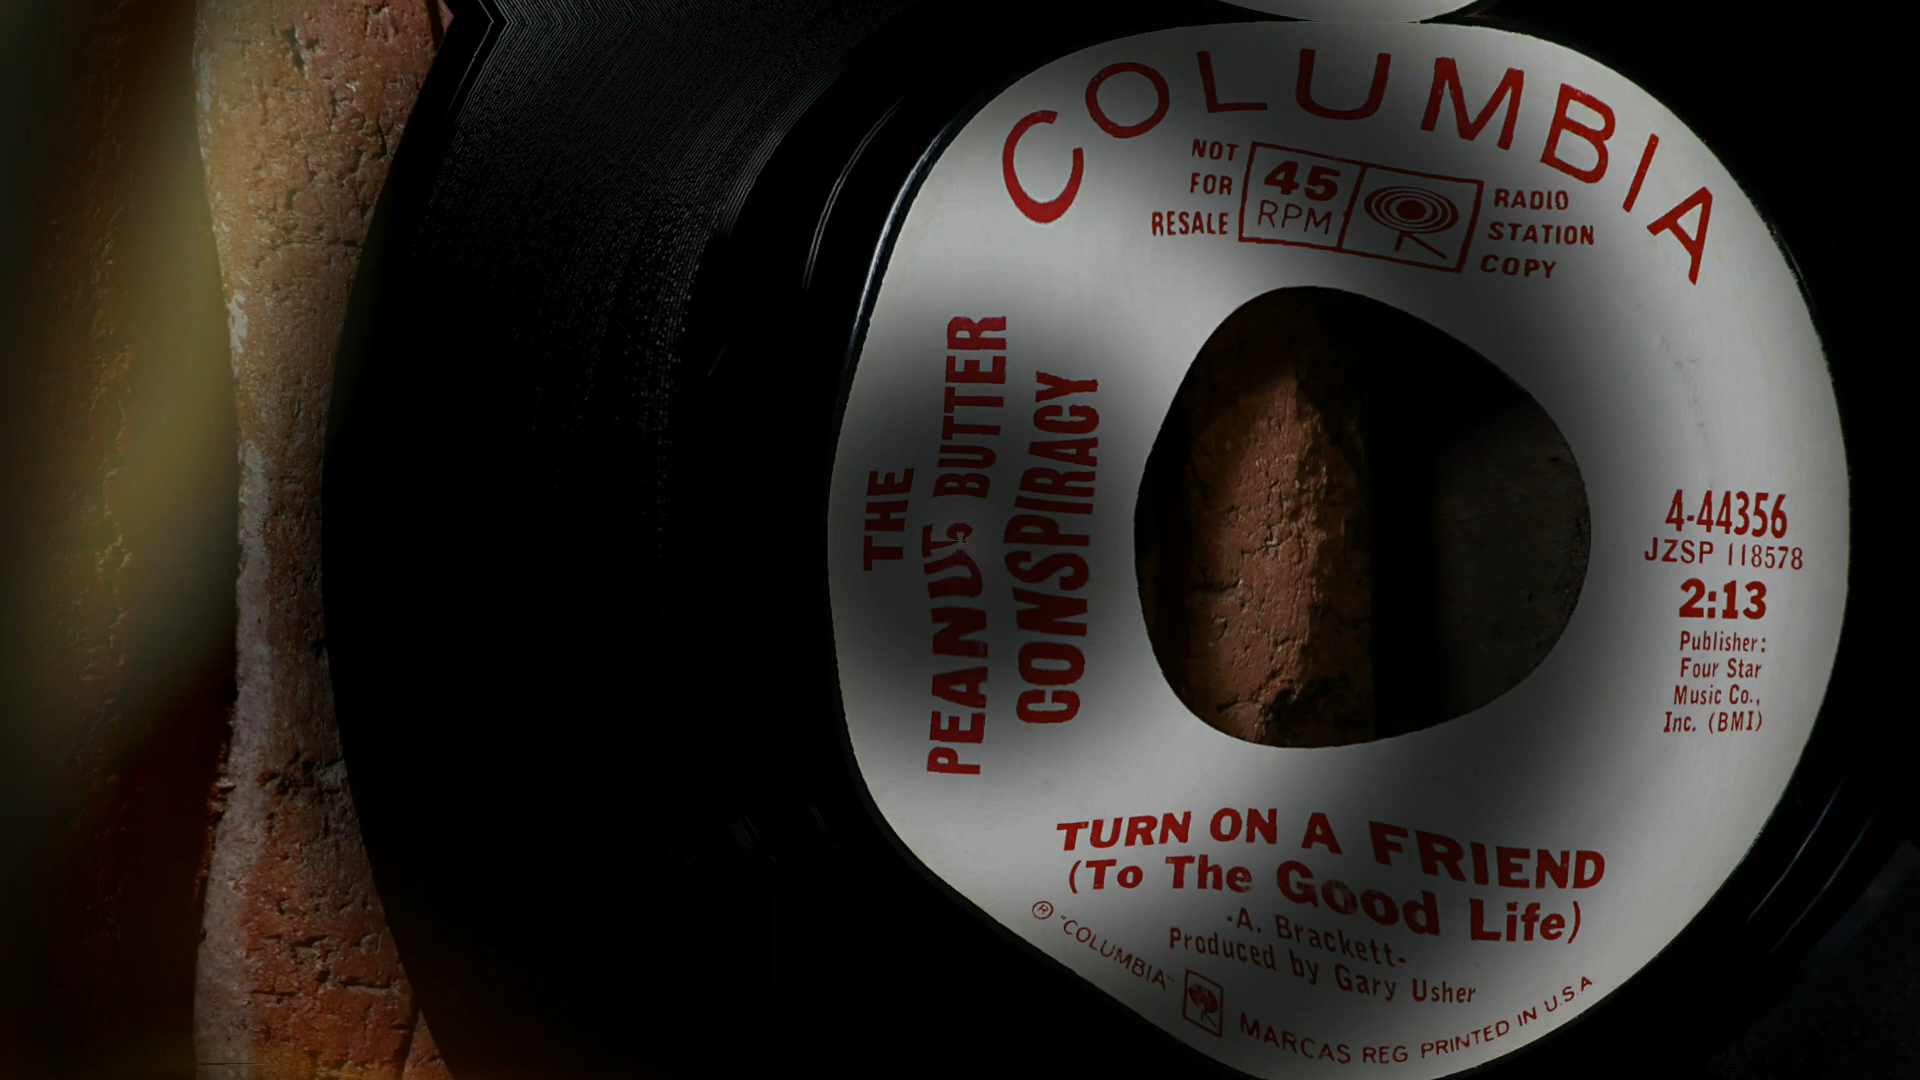 COLUMBIA
NOT
FOR
RESALE
45
RPM
RADIO
STATION
COPY
THE
PEANUT BUTTER
CONSPIRACY
4-44356
JZSP 118578
2:13
Publisher:
Four Star
Music Co.,
Inc. (BMI)
TURN ON A FRIEND
(To The Good Life)
-A. Brackett-
Produced by Gary Usher
® "COLUMBIA" MARCAS REG. PRINTED IN U.S.A